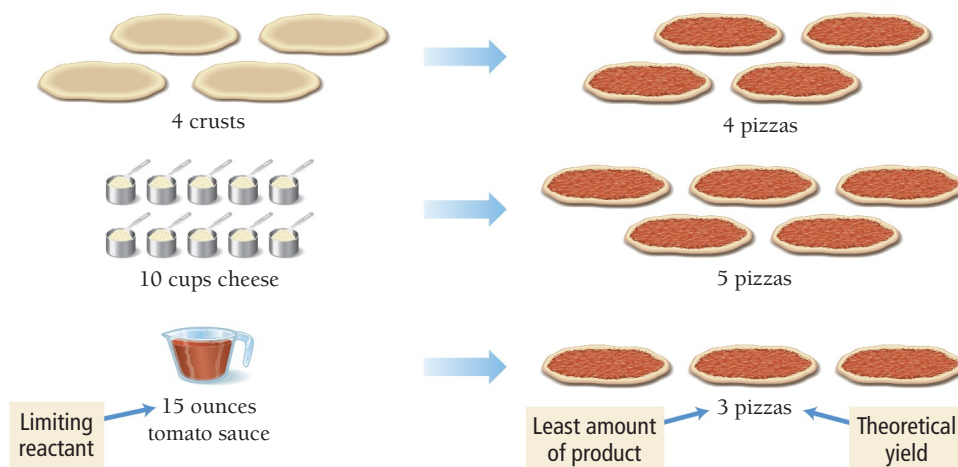 4 crusts
4 pizzas
10 cups cheese
5 pizzas
Limiting
reactant
15 ounces
tomato sauce
Least amount
of product
3 pizzas
Theoretical
yield